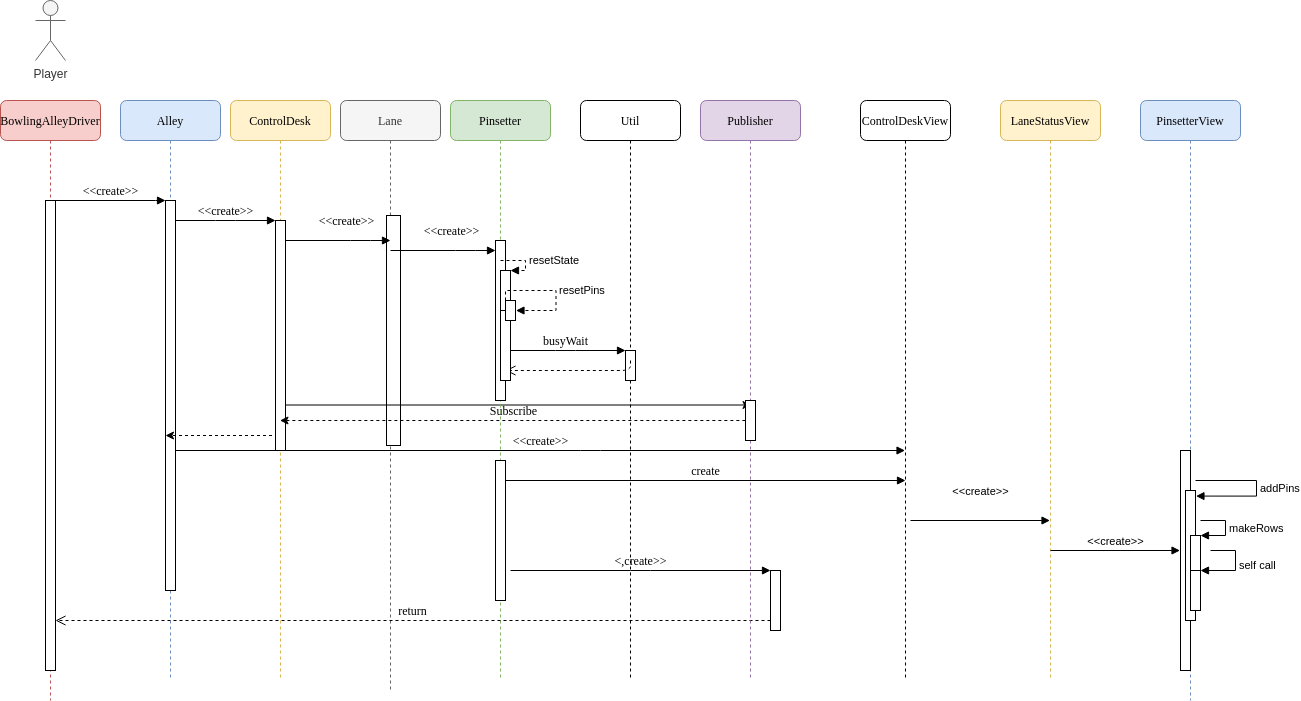 Player
BowlingAlleyDriver
Alley
ControlDesk
Lane
Pinsetter
Util
Publisher
ControlDeskView
LaneStatusView
PinsetterView
<<create>>
<<create>>
<<create>>
<<create>>
resetState
resetPins
busyWait
Subscribe
<<create>>
create
<<create>>
addPins
makeRows
<<create>>
self call
<,create>>
return